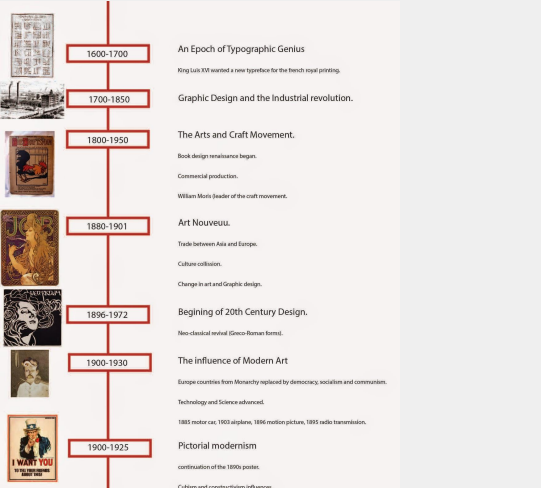 1600-1700
An Epoch of Typographic Genius
King Luis XVI wanted a new typreface for the french royal printing.
1700-1850
Graphic Design and the Industrial revolution.
1800-1950
The Arts and Craft Movement.
Book design renaissance began.
Commercial production.
William Moris (leader of the craft movement.
1880-1901
Art Nouveuu.
Trade between Asia and Europe.
Culture collission.
Change in art and Graphic design.
1896-1972
Begining of 20th Century Design.
Neo-classical revival (Greco-Roman forms).
1900-1930
The influence of Modern Art
Europe countries from Monarchy replaced by democracy, socialism and communism.
Technology and Science advanced.
1885 motor car, 1903 airplane, 1896 motion picture, 1895 radio transmission.
1900-1925
Pictorial modernism
I WANT YOU
continuation of the 1890s poster.
Cubism and constructivism influences